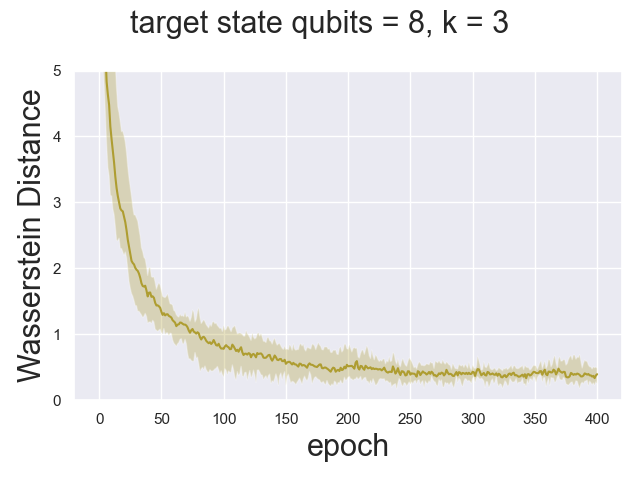 target state qubits = 8, k = 3
Wasserstein Distance
5
4
3
2
1
0
0 50 100 150 200 250 300 350 400
epoch